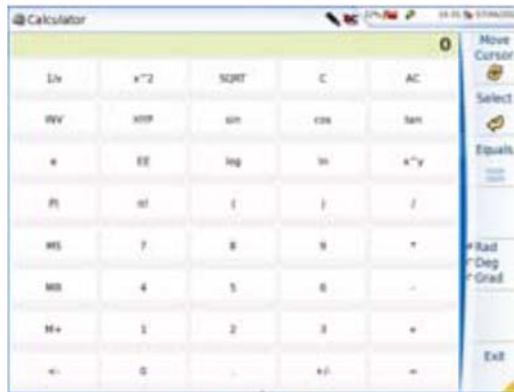 Calculator
22%
0
Move
Cursor
1/x x^2 SQRT C AC
Select
INV HYP sin cos tan
Equals
e EE log ln x^y
PI n! ( ) /
MS 7 8 9 *
Rad
Deg
Grad
MR 4 5 6 -
M+ 1 2 3 +
Exit
<- 0 . +/- =